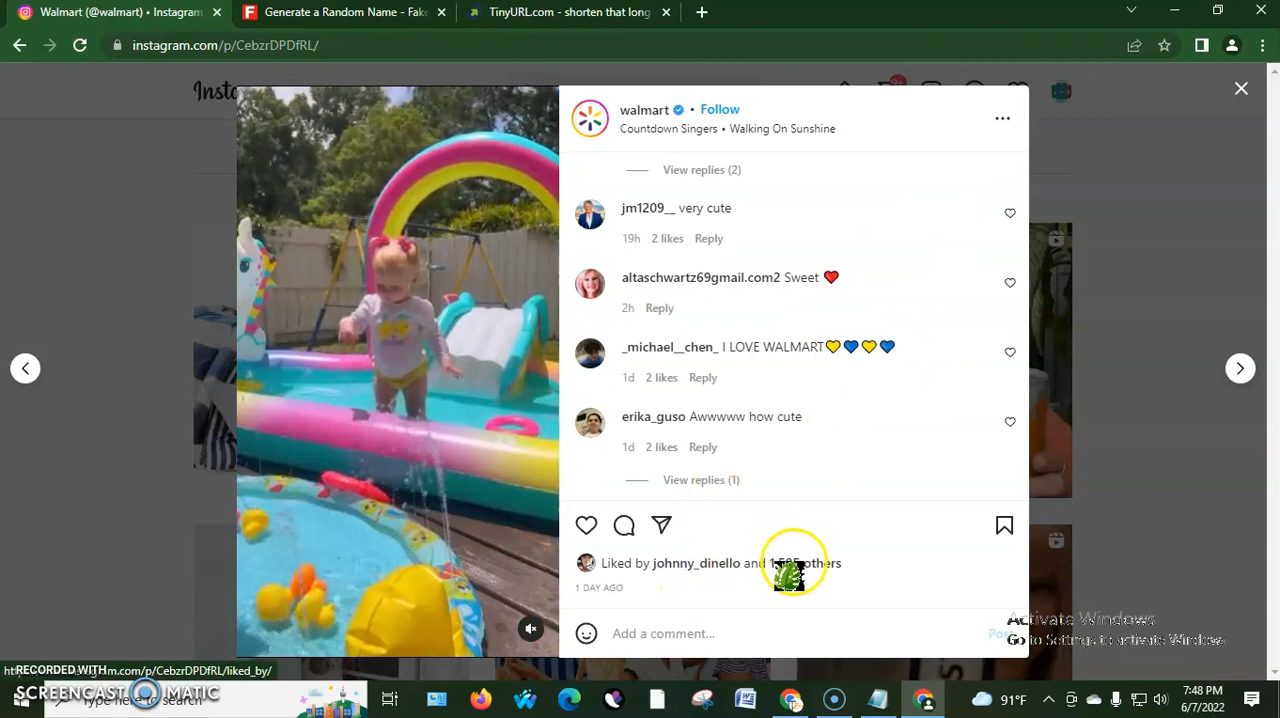 Walmart (@walmart) • Instagram
Generate a Random Name - Fake
TinyURL.com - shorten that long
instagram.com/p/CebzrDPDfRL/
Insta
9+
walmart • Follow
Countdown Singers • Walking On Sunshine
View replies (2)
jm1209__ very cute
19h 2 likes Reply
altaschwartz69gmail.com2 Sweet ❤️
2h Reply
_michael__chen_ I LOVE WALMART💛💙💛💙
1d 2 likes Reply
erika_guso Awwwww how cute
1d 2 likes Reply
View replies (1)
Liked by johnny_dinello and others
1 DAY AGO
Add a comment...
Activate Windows
Go to Settings to activate Windows.
m.com/p/CebzrDPDfRL/liked_by/
RECORDED WITH
SCREENCAST MATIC
Type here to search
91°F
7:48 PM
6/7/2022